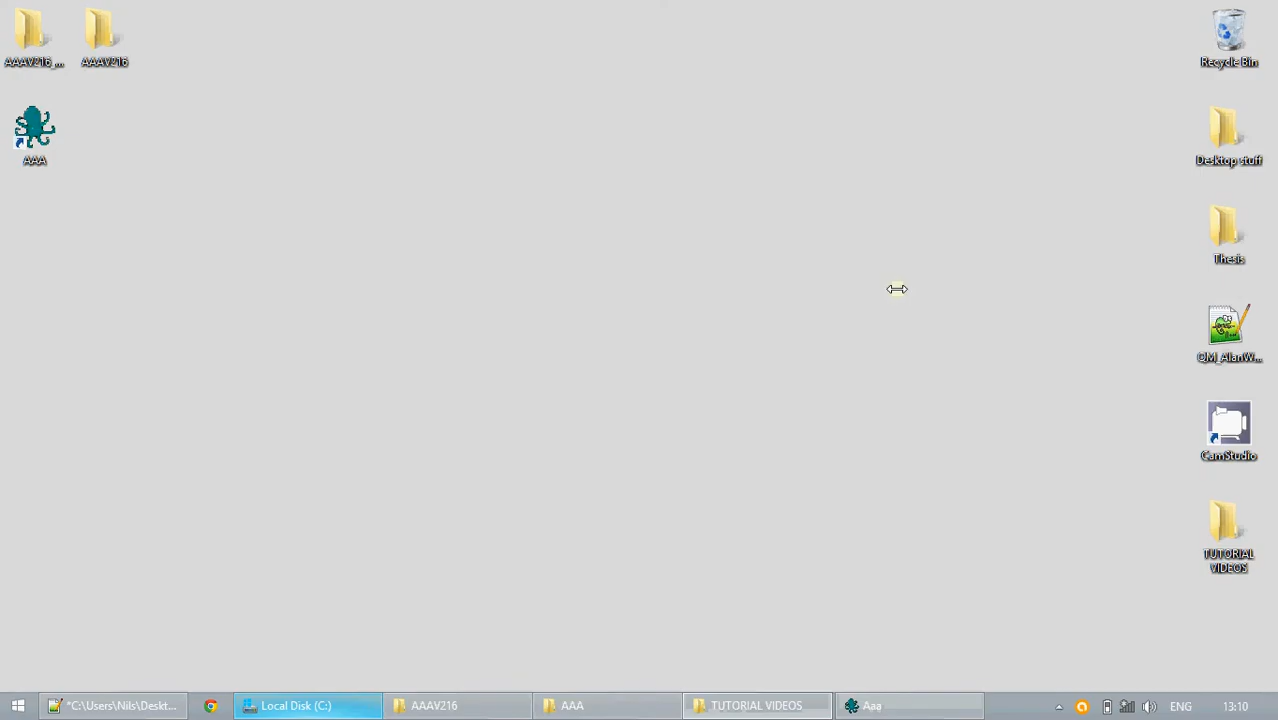 AAAV216_...
AAAV216
AAA
Recycle Bin
Desktop stuff
Thesis
QM_AlanW...
CamStudio
TUTORIAL
VIDEOS
*C:\Users\Nils\Deskt...
Local Disk (C:)
AAAV216
AAA
TUTORIAL VIDEOS
Aaa
ENG
13:10